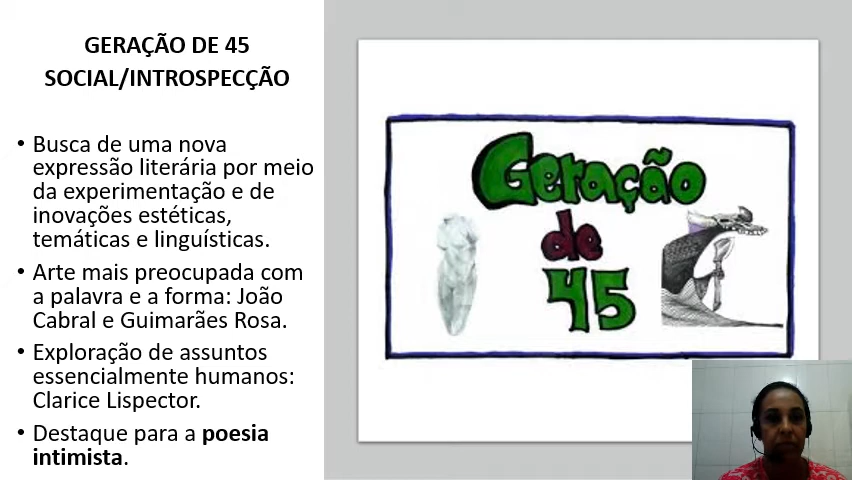 GERAÇÃO DE 45
SOCIAL/INTROSPECÇÃO
• Busca de uma nova
expressão literária por meio
da experimentação e de
inovações estéticas,
temáticas e linguísticas.
• Arte mais preocupada com
a palavra e a forma: João
Cabral e Guimarães Rosa.
• Exploração de assuntos
essencialmente humanos:
Clarice Lispector.
• Destaque para a poesia
intimista.
Geração
de
45